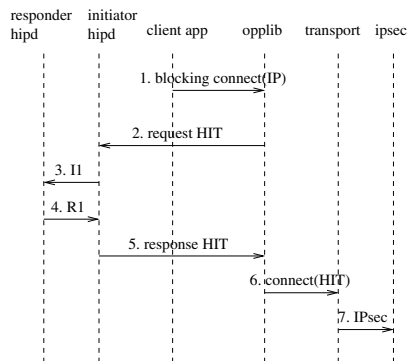 responder hipd
initiator hipd
client app
opplib
transport
ipsec
1. blocking connect(IP)
2. request HIT
3. I1
4. R1
5. response HIT
6. connect(HIT)
7. IPsec